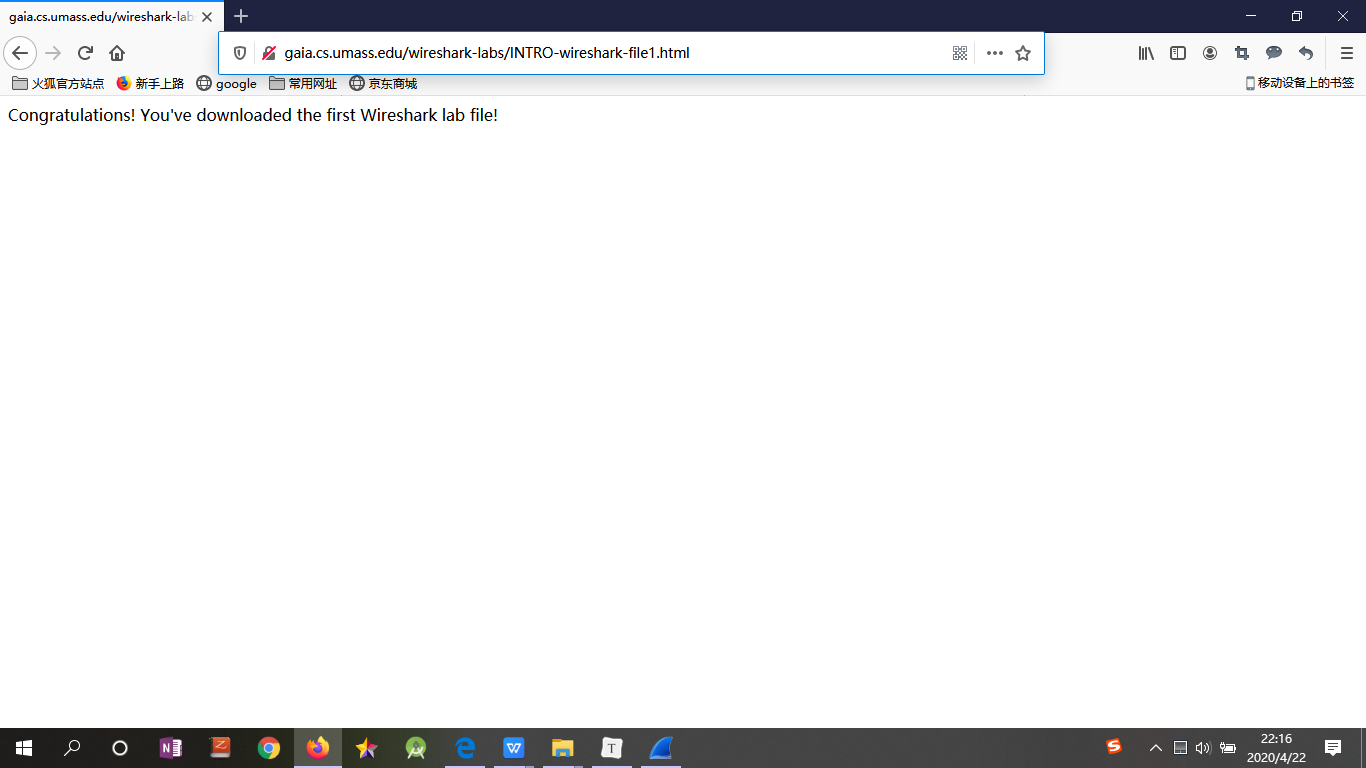 gaia.cs.umass.edu/wireshark-lab
gaia.cs.umass.edu/wireshark-labs/INTRO-wireshark-file1.html
火狐官方站点 新手上路 google 常用网址 京东商城 移动设备上的书签
Congratulations! You've downloaded the first Wireshark lab file!
22:16
2020/4/22